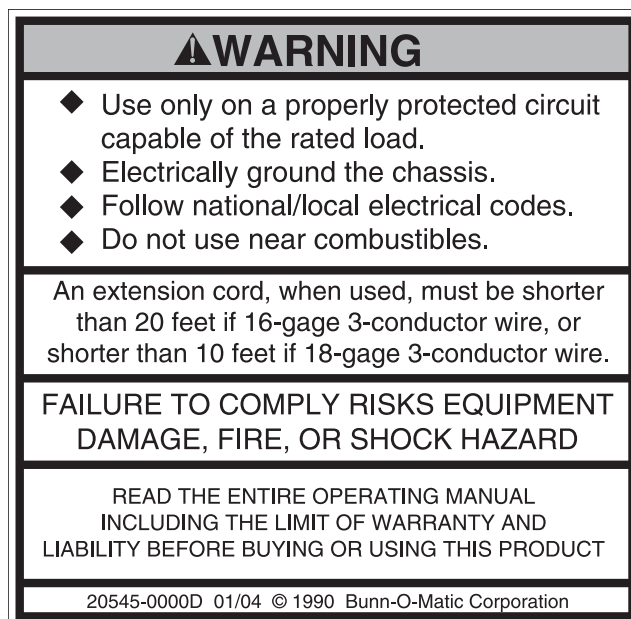 ⚠WARNING
◆ Use only on a properly protected circuit
capable of the rated load.
◆ Electrically ground the chassis.
◆ Follow national/local electrical codes.
◆ Do not use near combustibles.
An extension cord, when used, must be shorter
than 20 feet if 16-gage 3-conductor wire, or
shorter than 10 feet if 18-gage 3-conductor wire.
FAILURE TO COMPLY RISKS EQUIPMENT
DAMAGE, FIRE, OR SHOCK HAZARD
READ THE ENTIRE OPERATING MANUAL
INCLUDING THE LIMIT OF WARRANTY AND
LIABILITY BEFORE BUYING OR USING THIS PRODUCT
20545-0000D 01/04 © 1990 Bunn-O-Matic Corporation